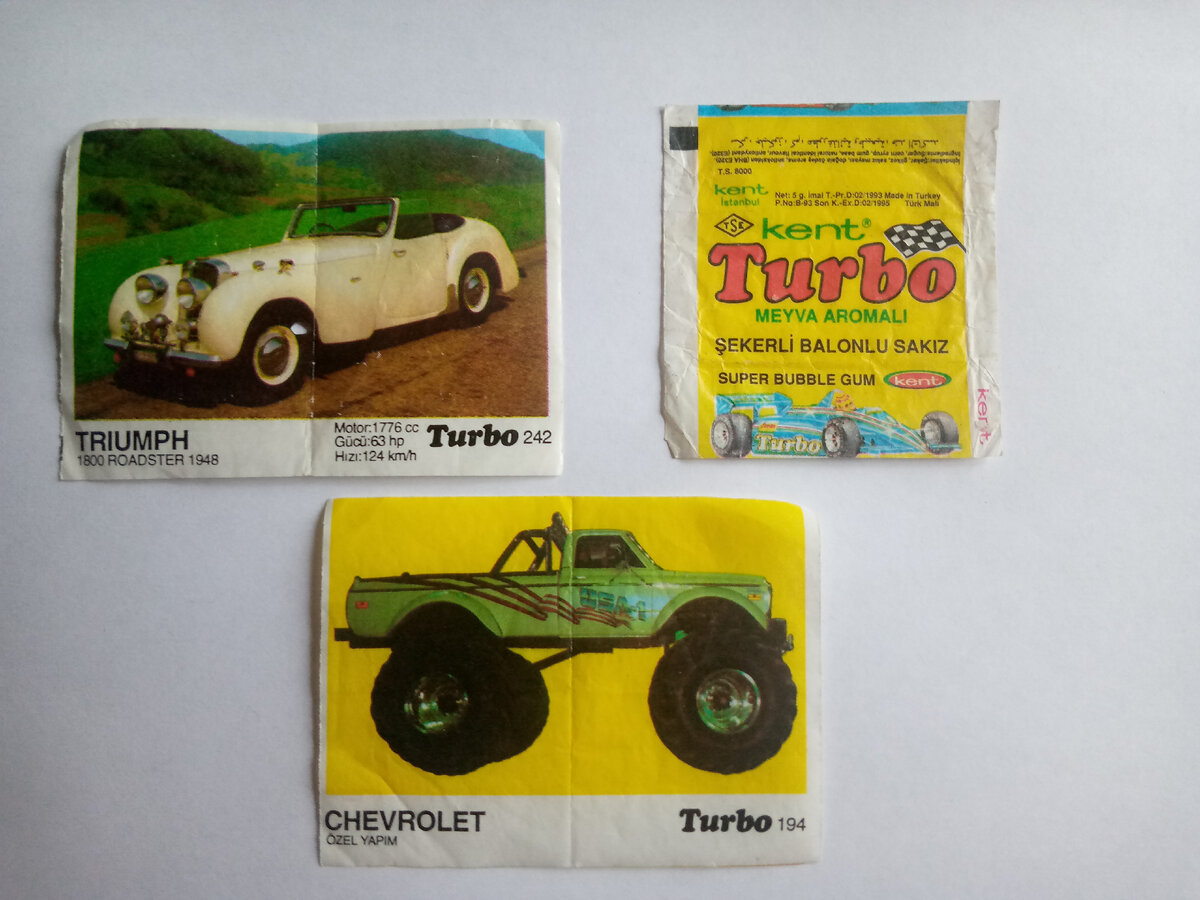 TRIUMPH
1800 ROADSTER 1948
Motor:1776 cc
Gücü:63 hp
Hızı:124 km/h
Turbo 242
T.S. 8000
kent
İstanbul
Net: 5 g. İmal T.-Pr.D:02/1993 Made in Turkey
P.No:B-93 Son K.-Ex.D:02/1995 Türk Malı
TSE
kent®
Turbo
MEYVA AROMALI
ŞEKERLİ BALONLU SAKIZ
SUPER BUBBLE GUM kent
Turbo
kent
USA-1
CHEVROLET
ÖZEL YAPIM
Turbo 194